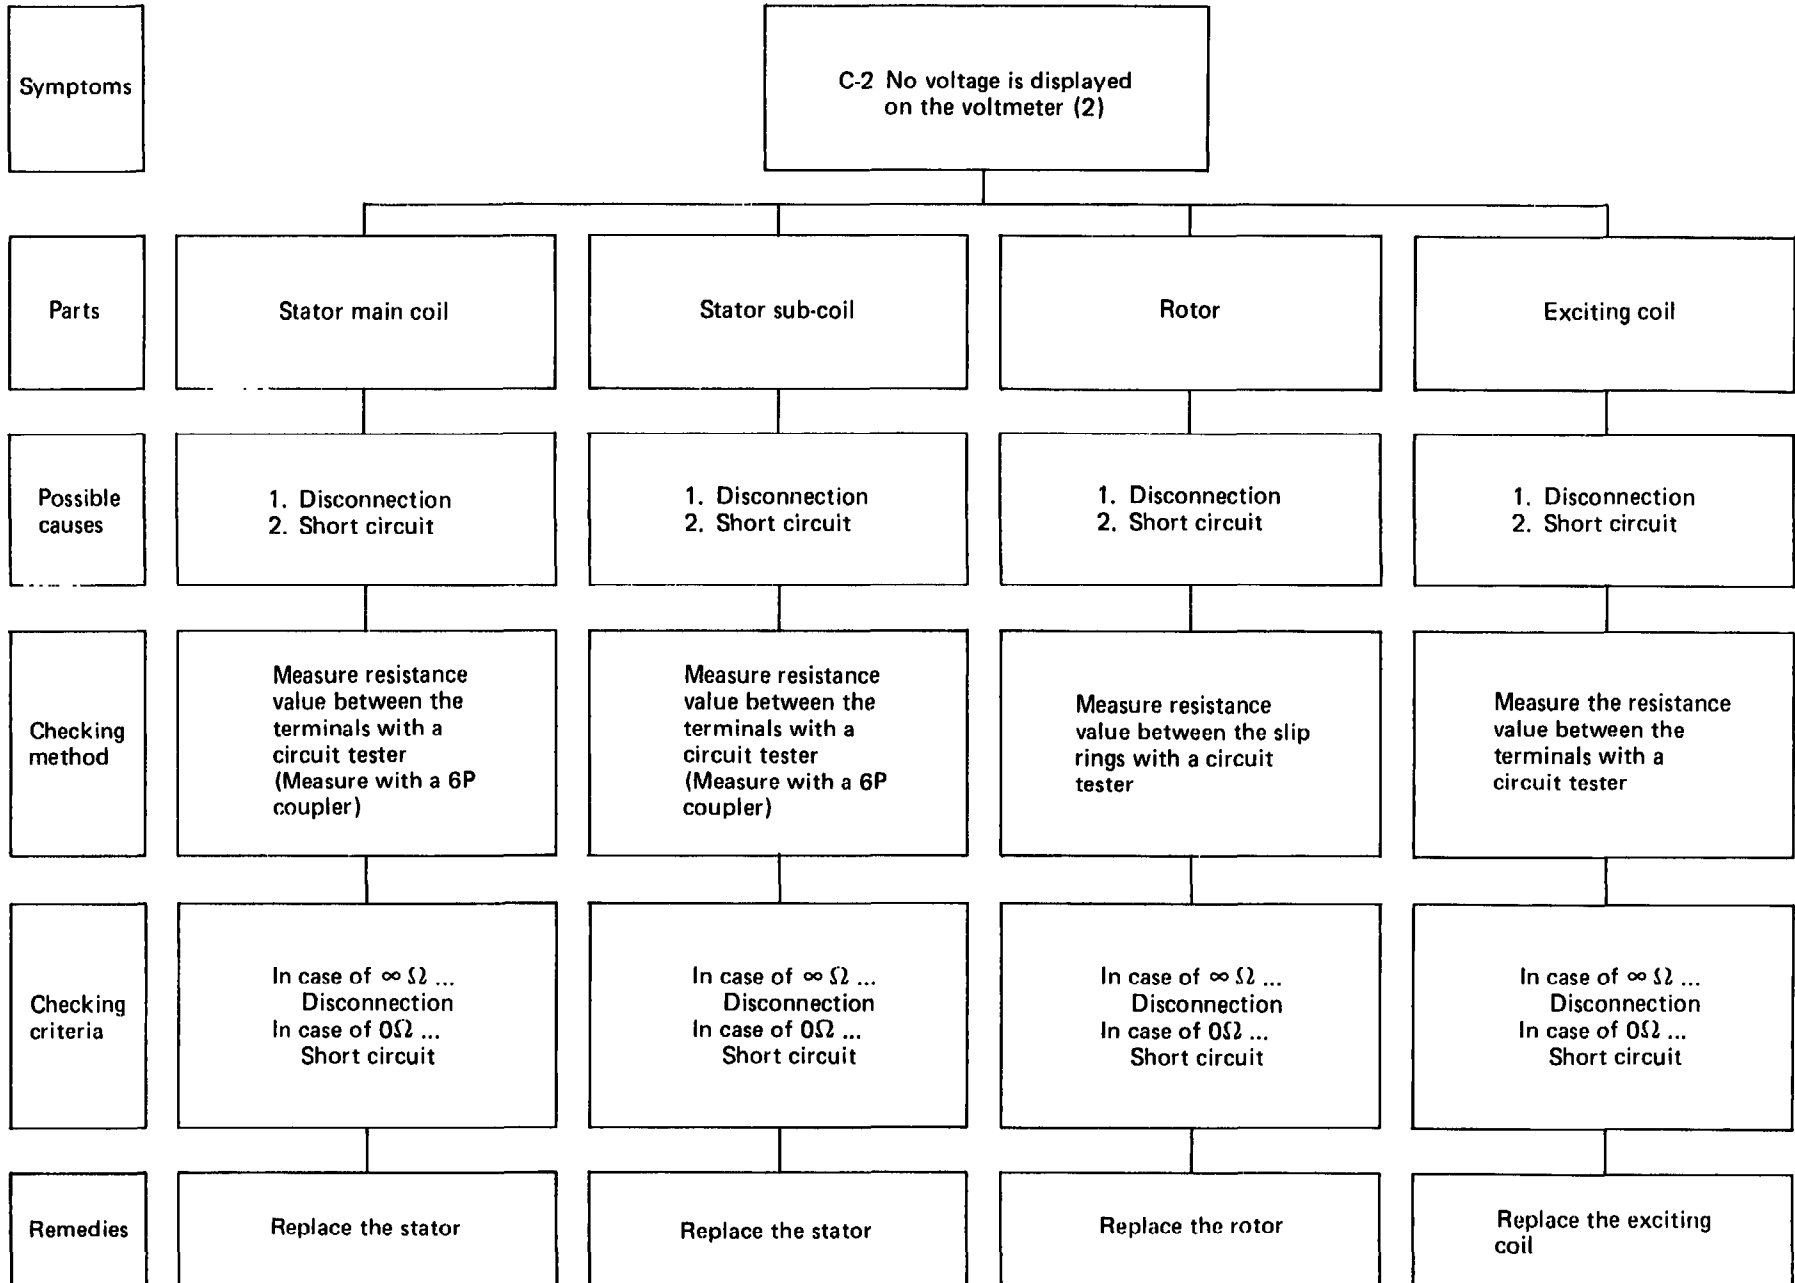 Symptoms
C-2 No voltage is displayed
on the voltmeter (2)
Parts
Stator main coil
Stator sub-coil
Rotor
Exciting coil
Possible
causes
1. Disconnection
2. Short circuit
1. Disconnection
2. Short circuit
1. Disconnection
2. Short circuit
1. Disconnection
2. Short circuit
Checking
method
Measure resistance
value between the
terminals with a
circuit tester
(Measure with a 6P
coupler)
Measure resistance
value between the
terminals with a
circuit tester
(Measure with a 6P
coupler)
Measure resistance
value between the slip
rings with a circuit
tester
Measure the resistance
value between the
terminals with a
circuit tester
Checking
criteria
In case of ∞ Ω ...
Disconnection
In case of 0Ω ...
Short circuit
In case of ∞ Ω ...
Disconnection
In case of 0Ω ...
Short circuit
In case of ∞ Ω ...
Disconnection
In case of 0Ω ...
Short circuit
In case of ∞ Ω ...
Disconnection
In case of 0Ω ...
Short circuit
Remedies
Replace the stator
Replace the stator
Replace the rotor
Replace the exciting
coil